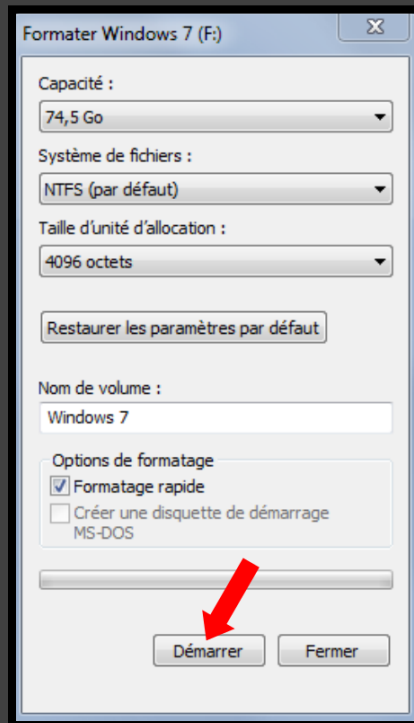 Formater Windows 7 (F:)
Capacité :
74,5 Go
Système de fichiers :
NTFS (par défaut)
Taille d'unité d'allocation :
4096 octets
Restaurer les paramètres par défaut
Nom de volume :
Windows 7
Options de formatage
Formatage rapide
Créer une disquette de démarrage
MS-DOS
Démarrer
Fermer